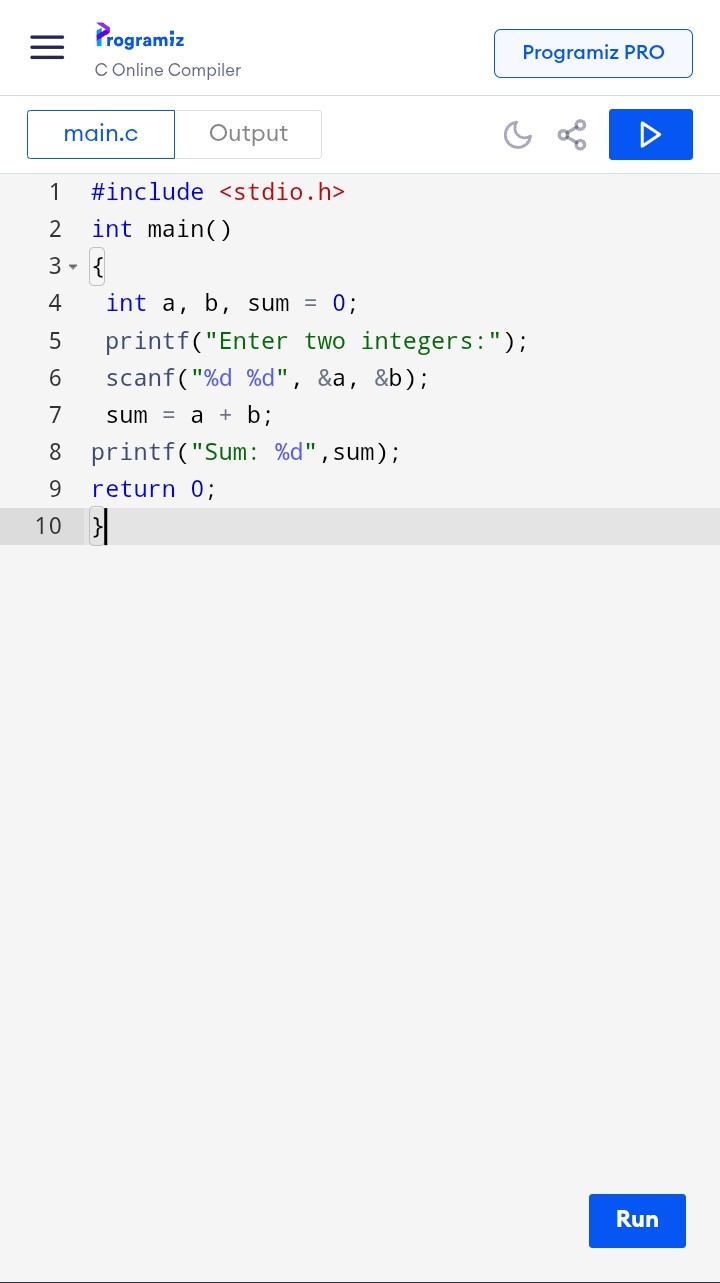 Programiz
C Online Compiler
Programiz PRO
main.c
Output
1 #include <stdio.h>
2 int main()
3 {
4  int a, b, sum = 0;
5  printf("Enter two integers:");
6  scanf("%d %d", &a, &b);
7  sum = a + b;
8 printf("Sum: %d",sum);
9 return 0;
10 }
Run